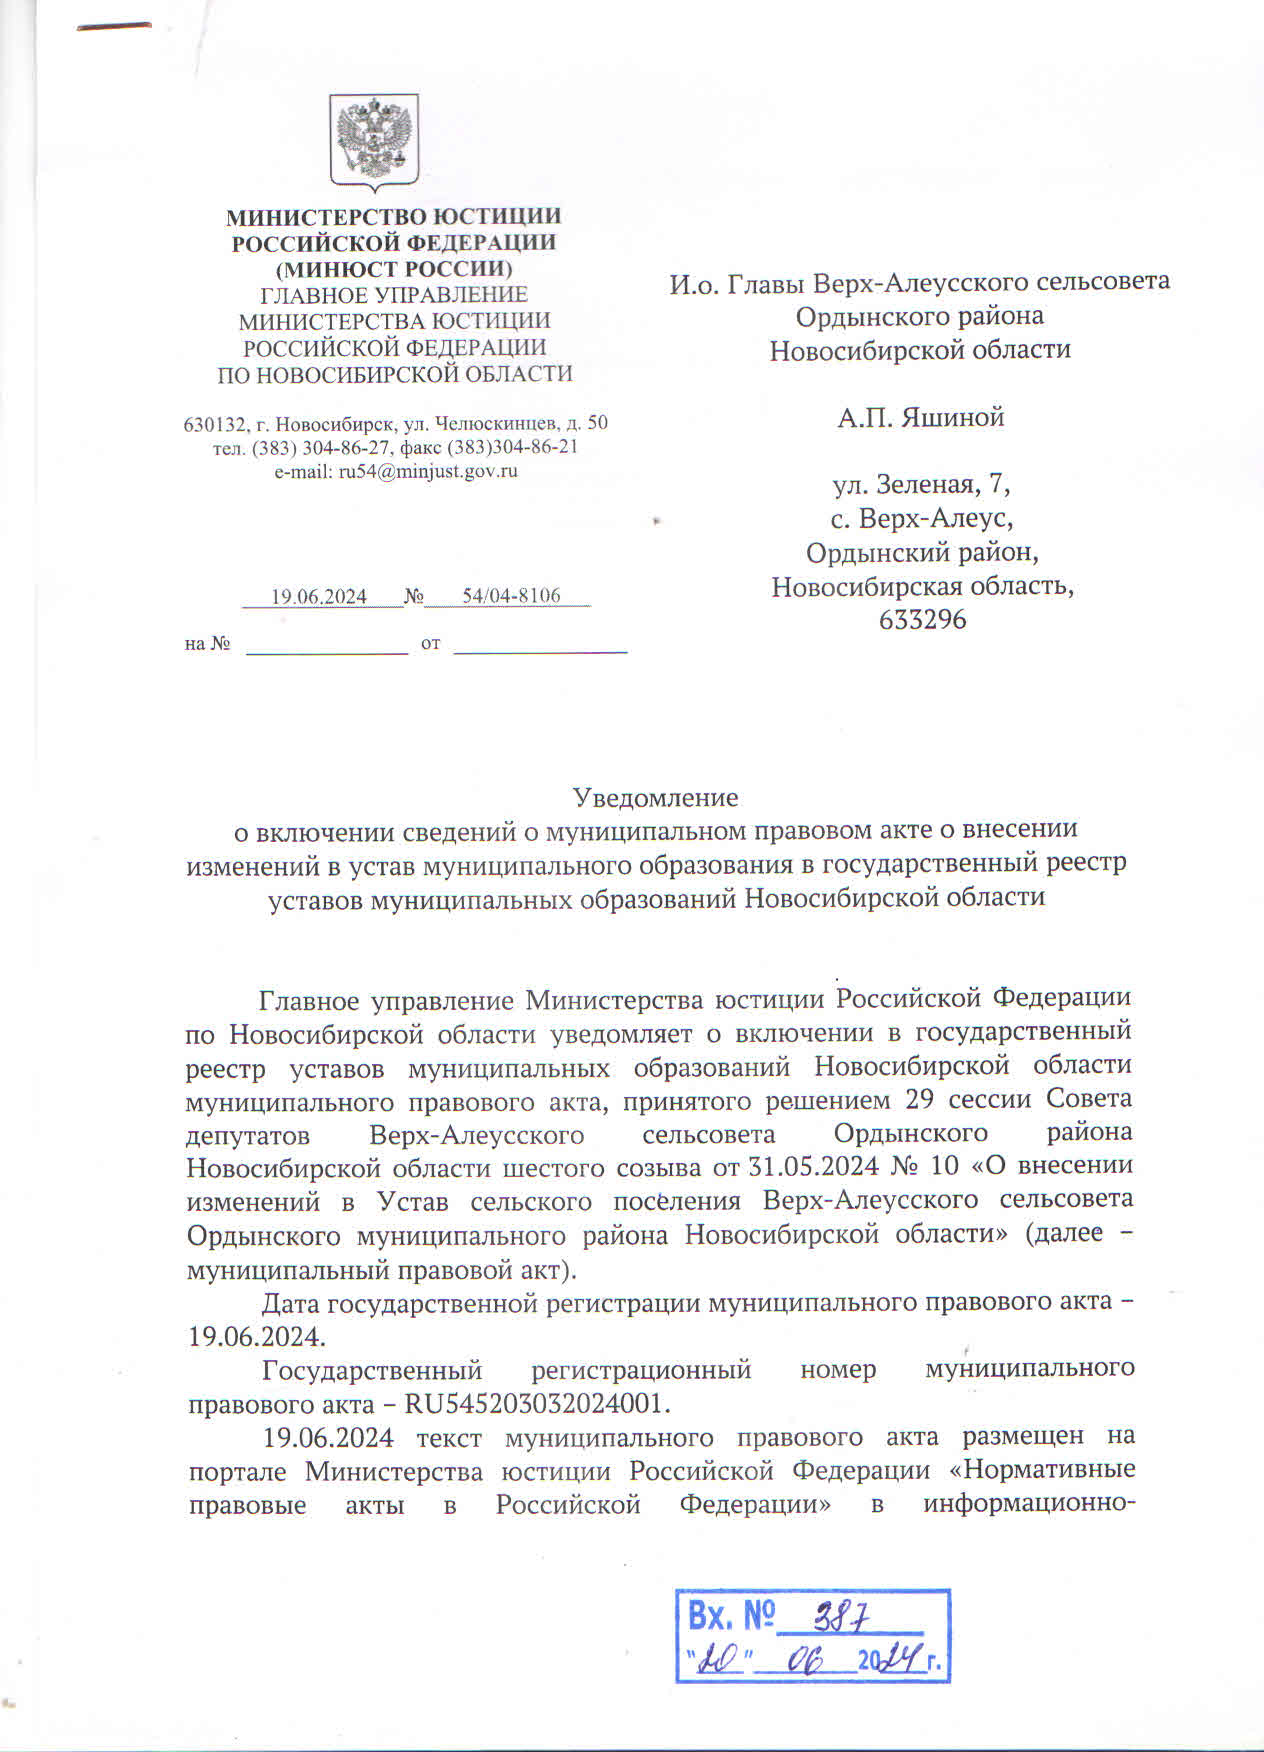 МИНИСТЕРСТВО ЮСТИЦИИ
РОССИЙСКОЙ ФЕДЕРАЦИИ
(МИНЮСТ РОССИИ)
ГЛАВНОЕ УПРАВЛЕНИЕ
МИНИСТЕРСТВА ЮСТИЦИИ
РОССИЙСКОЙ ФЕДЕРАЦИИ
ПО НОВОСИБИРСКОЙ ОБЛАСТИ
630132, г. Новосибирск, ул. Челюскинцев, д. 50
тел. (383) 304-86-27, факс (383)304-86-21
e-mail: ru54@minjust.gov.ru
19.06.2024 № 54/04-8106
на № от
И.о. Главы Верх-Алеусского сельсовета
Ордынского района
Новосибирской области
А.П. Яшиной
ул. Зеленая, 7,
с. Верх-Алеус,
Ордынский район,
Новосибирская область,
633296
Уведомление
о включении сведений о муниципальном правовом акте о внесении
изменений в устав муниципального образования в государственный реестр
уставов муниципальных образований Новосибирской области
Главное управление Министерства юстиции Российской Федерации
по Новосибирской области уведомляет о включении в государственный
реестр уставов муниципальных образований Новосибирской области
муниципального правового акта, принятого решением 29 сессии Совета
депутатов Верх-Алеусского сельсовета Ордынского района
Новосибирской области шестого созыва от 31.05.2024 № 10 «О внесении
изменений в Устав сельского поселения Верх-Алеусского сельсовета
Ордынского муниципального района Новосибирской области» (далее –
муниципальный правовой акт).
Дата государственной регистрации муниципального правового акта –
19.06.2024.
Государственный регистрационный номер муниципального
правового акта – RU545203032024001.
19.06.2024 текст муниципального правового акта размещен на
портале Министерства юстиции Российской Федерации «Нормативные
правовые акты в Российской Федерации» в информационно-
Вх. № 387
"20" 06 2024 г.